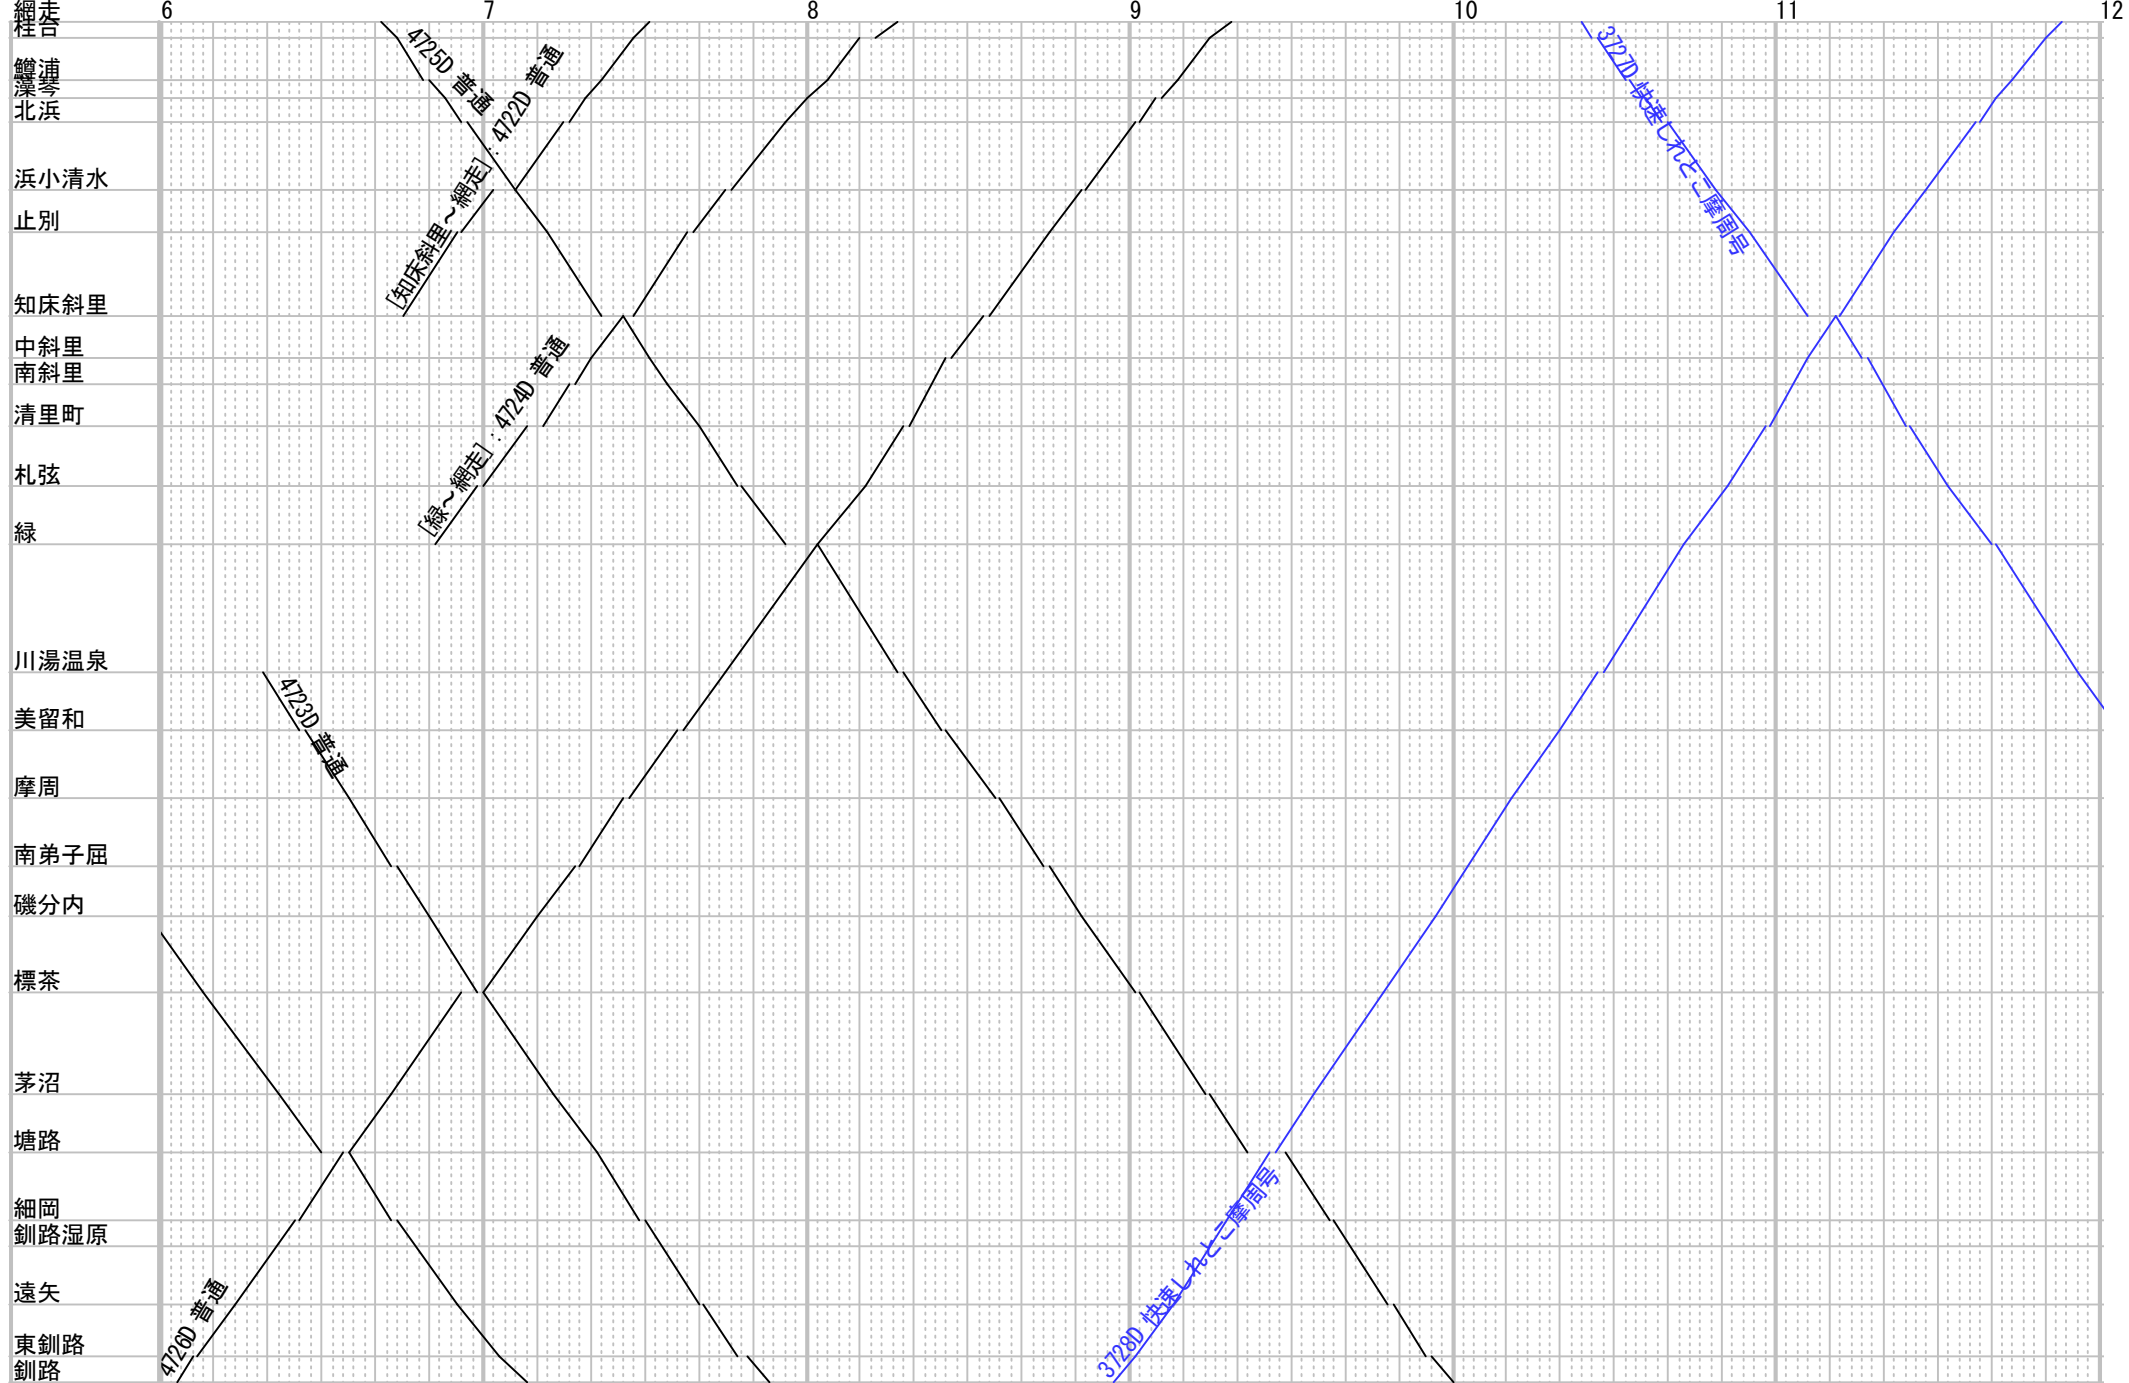 6 7 8 9 10 11 12
網走
桂台
鱒浦
藻琴
北浜
浜小清水
止別
知床斜里
中斜里
南斜里
清里町
札弦
緑
川湯温泉
美留和
摩周
南弟子屈
磯分内
標茶
茅沼
塘路
細岡
釧路湿原
遠矢
東釧路
釧路
4725D 普通
[知床斜里～網走]:4722D 普通
[緑～網走]:4724D 普通
4723D 普通
4726D 普通
3727D 快速しれとこ摩周号
3728D 快速しれとこ摩周号